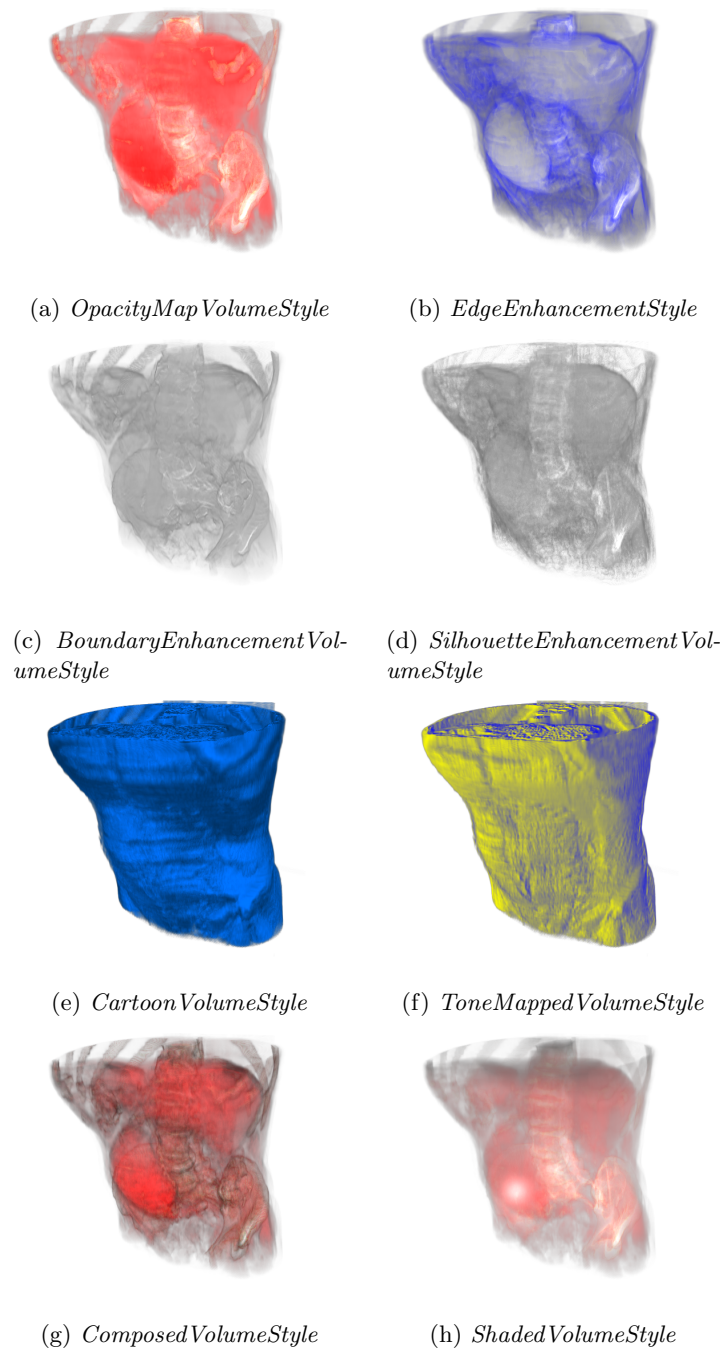 (a) OpacityMapVolumeStyle
(b) EdgeEnhancementStyle
(c) BoundaryEnhancementVol-
umeStyle
(d) SilhouetteEnhancementVol-
umeStyle
(e) CartoonVolumeStyle
(f) ToneMappedVolumeStyle
(g) ComposedVolumeStyle
(h) ShadedVolumeStyle